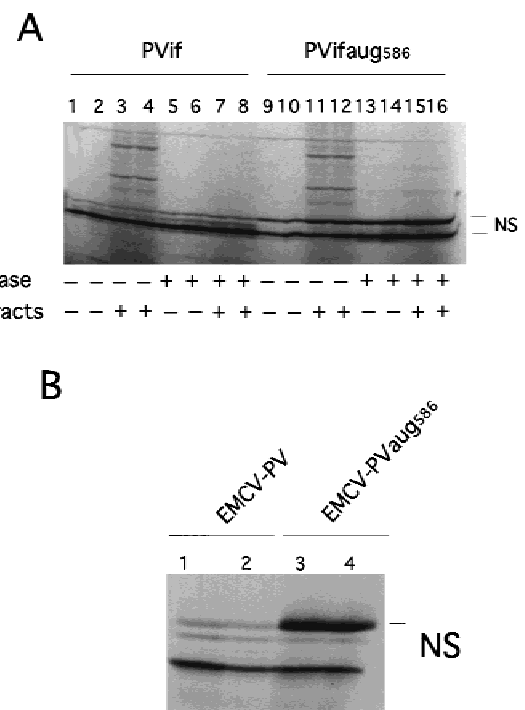 A
PVif PVifaug586
1 2 3 4 5 6 7 8 9 10 11 12 13 14 15 16
NS
ase − − − − + + + + − − − − + + + +
racts − − + + − − + + − − + + − − + +
B
EMCV-PV EMCV-PVaug586
1 2 3 4
NS